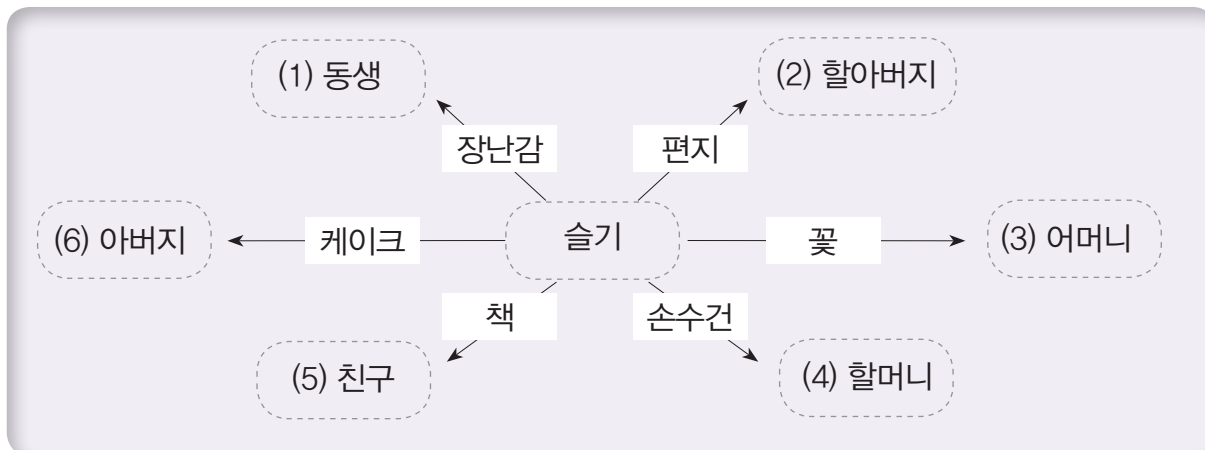 (1) 동생
(2) 할아버지
장난감
편지
(6) 아버지
케이크
슬기
꽃
(3) 어머니
책
손수건
(5) 친구
(4) 할머니